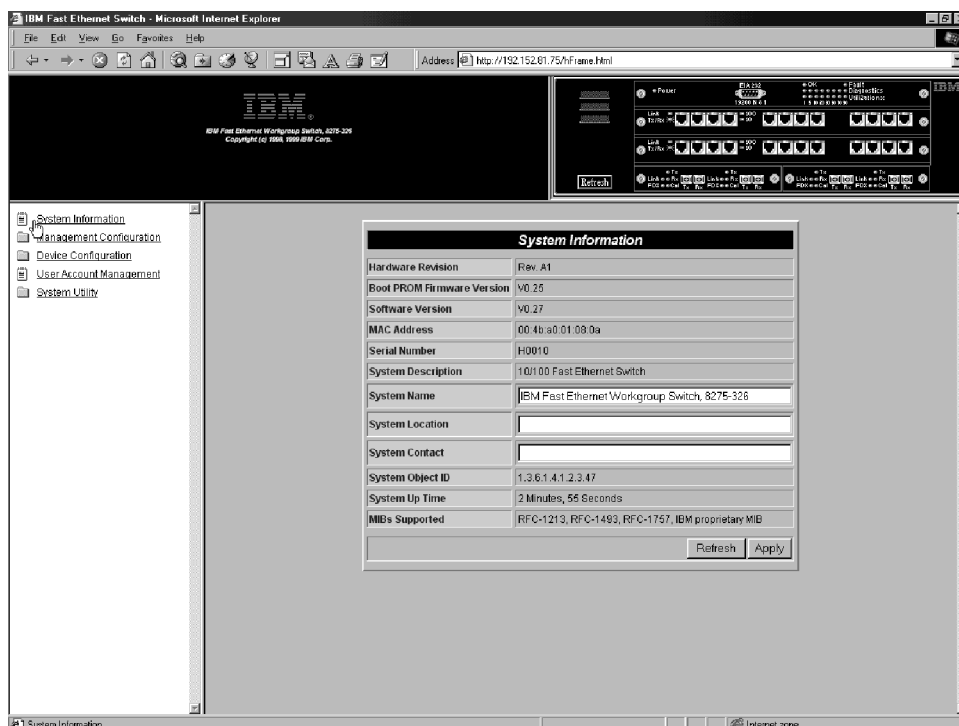 IBM Fast Ethernet Switch - Microsoft Internet Explorer
File Edit View Go Favorites Help
Address http://192.152.81.75/hFrame.html
IBM
IBM Fast Ethernet Workgroup Switch, 8275-326
Copyright (c) 1998, 1999 IBM Corp.
Power
EIA 232
19200 8 N 1
OK
Fault
Diagnostics
Utilization
IBM
Link
Tx/Rx
100
10
Link
Tx/Rx
100
10
Refresh
System Information
Management Configuration
Device Configuration
User Account Management
System Utility
System Information
Hardware Revision Rev. A1
Boot PROM Firmware Version V0.25
Software Version V0.27
MAC Address 00:4b:a0:01:08:0a
Serial Number H0010
System Description 10/100 Fast Ethernet Switch
System Name IBM Fast Ethernet Workgroup Switch, 8275-326
System Location
System Contact
System Object ID 1.3.6.1.4.1.2.3.47
System Up Time 2 Minutes, 55 Seconds
MIBs Supported RFC-1213, RFC-1493, RFC-1757, IBM proprietary MIB
Refresh Apply
System Information
Internet zone